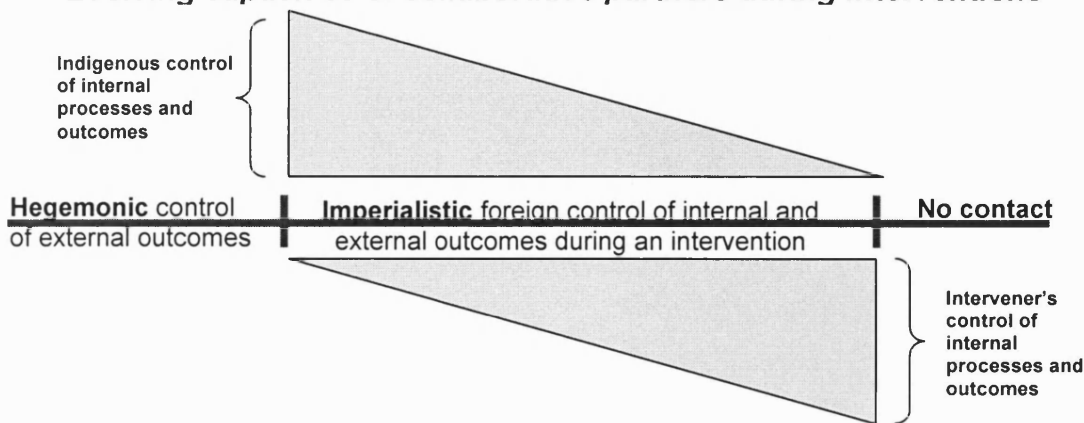 Indigenous control
of internal
processes and
outcomes
Hegemonic control
of external outcomes
Imperialistic foreign control of internal and
external outcomes during an intervention
No contact
Intervener's
control of
internal
processes and
outcomes